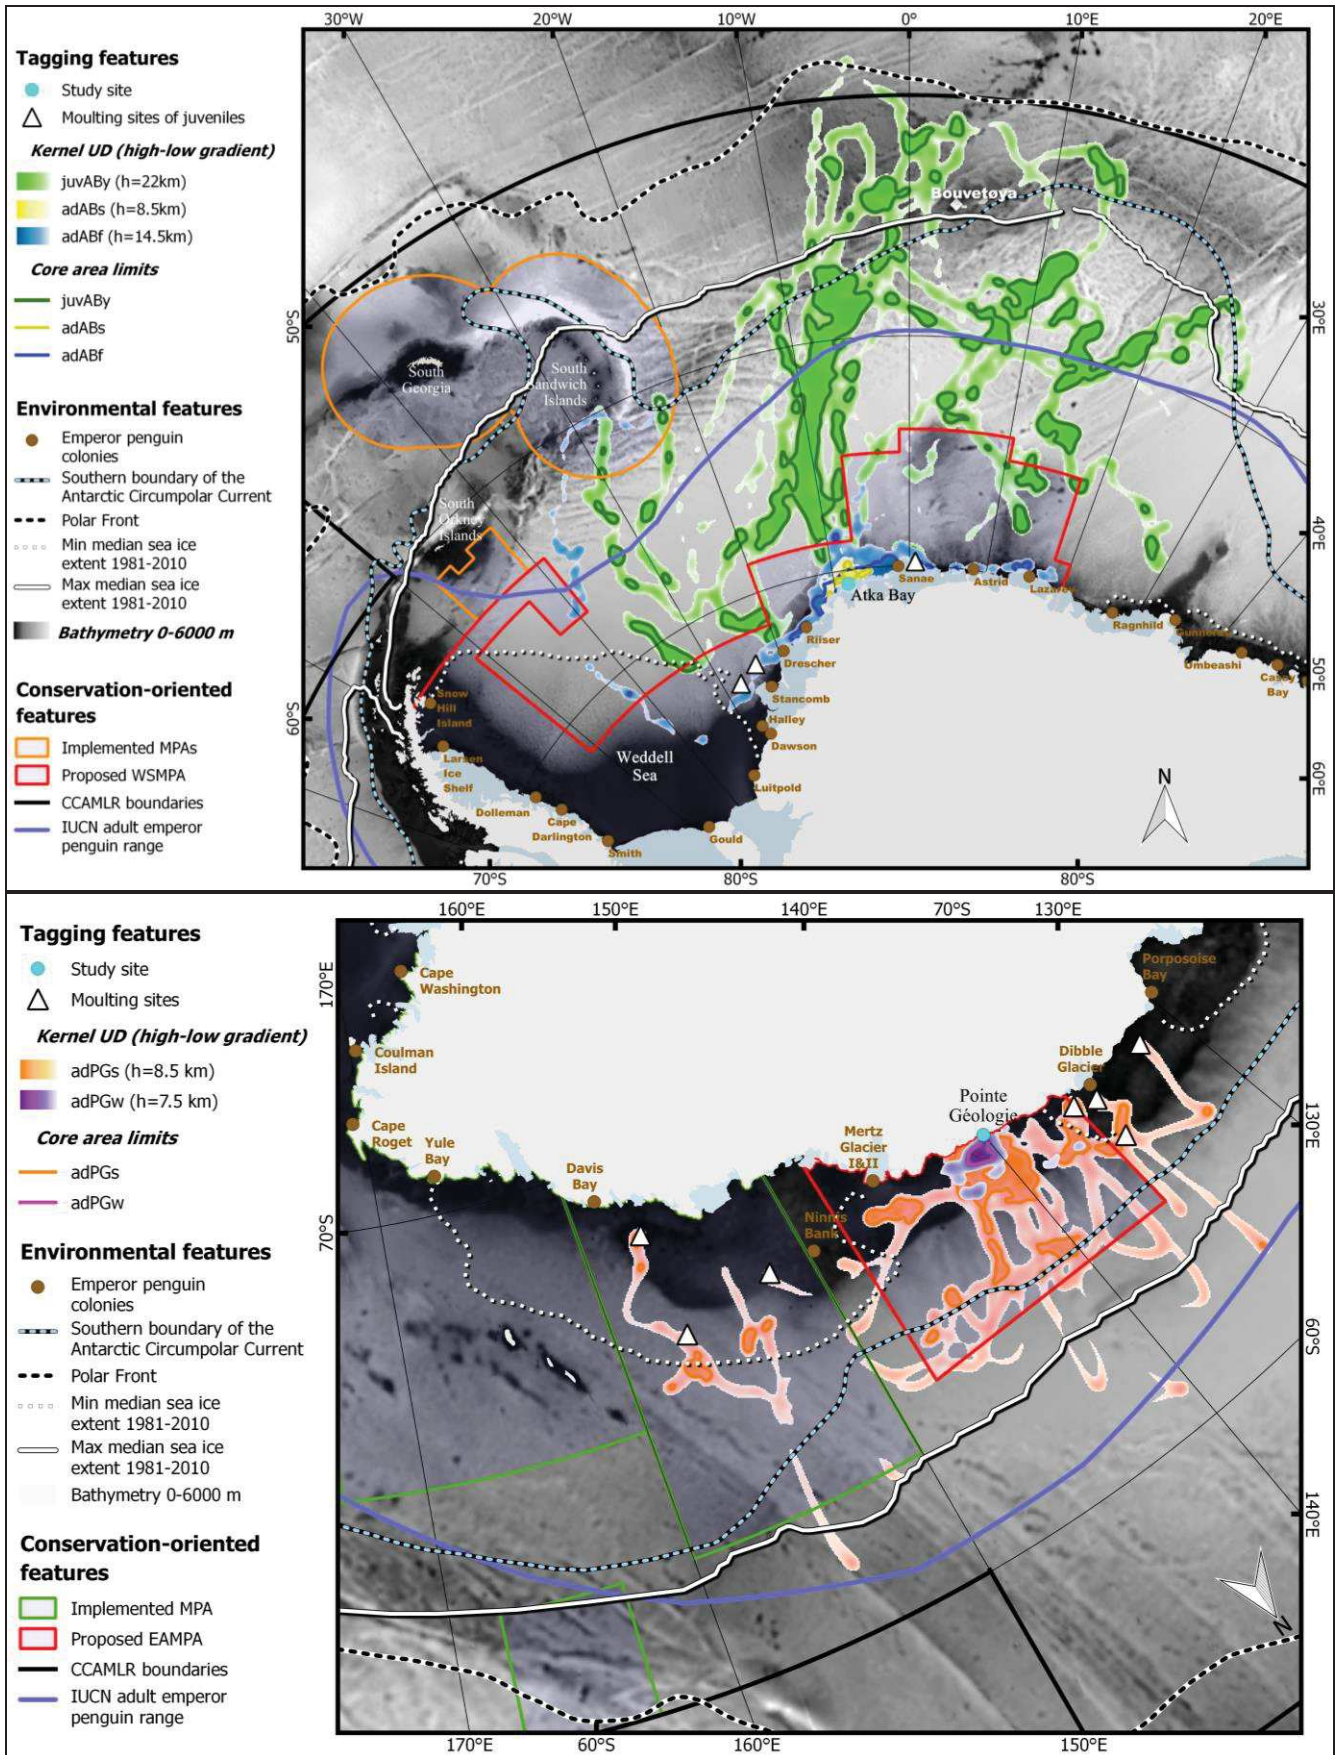 30°W
20°W
10°W
0°
10°E
20°E
Tagging features
Study site
Moulting sites of juveniles
Kernel UD (high-low gradient)
juvABy (h=22km)
adABs (h=8.5km)
adABf (h=14.5km)
Core area limits
juvABy
adABs
adABf
Environmental features
Emperor penguin
colonies
Southern boundary of the
Antarctic Circumpolar Current
Polar Front
Min median sea ice
extent 1981-2010
Max median sea ice
extent 1981-2010
Bathymetry 0-6000 m
Conservation-oriented
features
Implemented MPAs
Proposed WSMPA
CCAMLR boundaries
IUCN adult emperor
penguin range
Bouvetøya
50°S
30°E
South
Georgia
South
Sandwich
Islands
South
Orkney
Islands
40°E
Sanae
Astrid
Lazarev
Atka Bay
Ragnhild
Gunnerus
Riiser
Drescher
Umbeashi
Casey
Bay
50°E
Stancomb
Snow
Hill
Island
60°S
Halley
Dawson
Larsen
Ice
Shelf
Weddell
Sea
Luitpold
60°E
N
Dolleman
Cape
Darlington
Smith
Gould
70°S
80°S
80°S
160°E
150°E
140°E
70°S
130°E
Tagging features
Study site
Moulting sites
Kernel UD (high-low gradient)
adPGs (h=8.5 km)
adPGw (h=7.5 km)
Core area limits
adPGs
adPGw
Environmental features
Emperor penguin
colonies
Southern boundary of the
Antarctic Circumpolar Current
Polar Front
Min median sea ice
extent 1981-2010
Max median sea ice
extent 1981-2010
Bathymetry 0-6000 m
Conservation-oriented
features
Implemented MPA
Proposed EAMPA
CCAMLR boundaries
IUCN adult emperor
penguin range
170°E
Cape
Washington
Porposoise
Bay
Coulman
Island
Dibble
Glacier
Pointe
Géologie
130°E
Cape
Roget
Yule
Bay
Mertz
Glacier
I&II
Davis
Bay
Ninnis
Bank
70°S
60°S
140°E
N
170°E
60°S
160°E
150°E